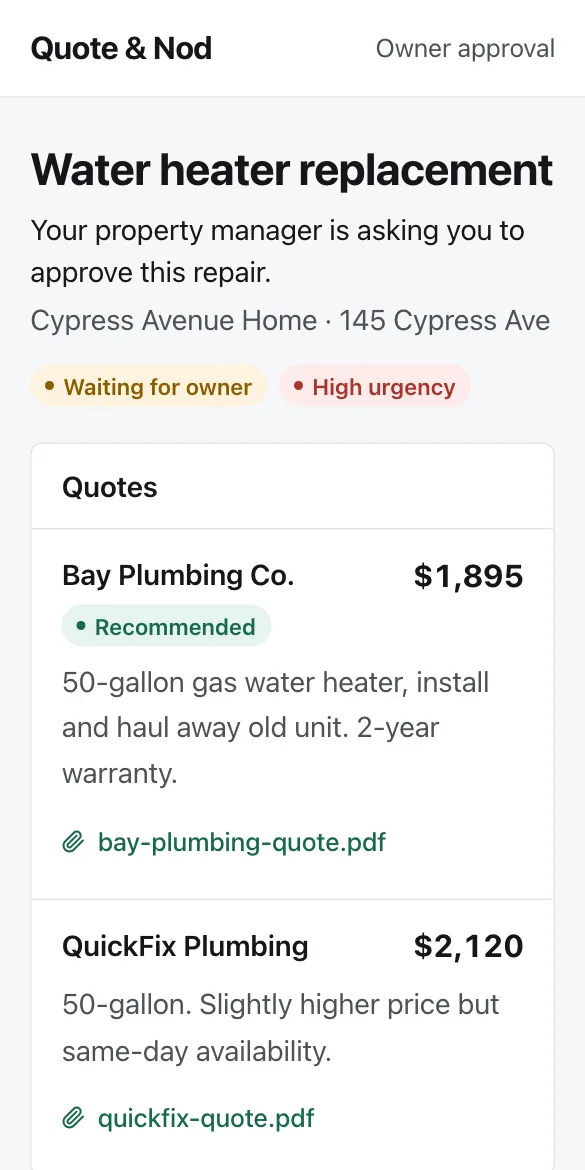 Quote & Nod
Owner approval
Water heater replacement
Your property manager is asking you to
approve this repair.
Cypress Avenue Home · 145 Cypress Ave
Waiting for owner
High urgency
Quotes
Bay Plumbing Co.
$1,895
Recommended
50-gallon gas water heater, install
and haul away old unit. 2-year
warranty.
bay-plumbing-quote.pdf
QuickFix Plumbing
$2,120
50-gallon. Slightly higher price but
same-day availability.
quickfix-quote.pdf